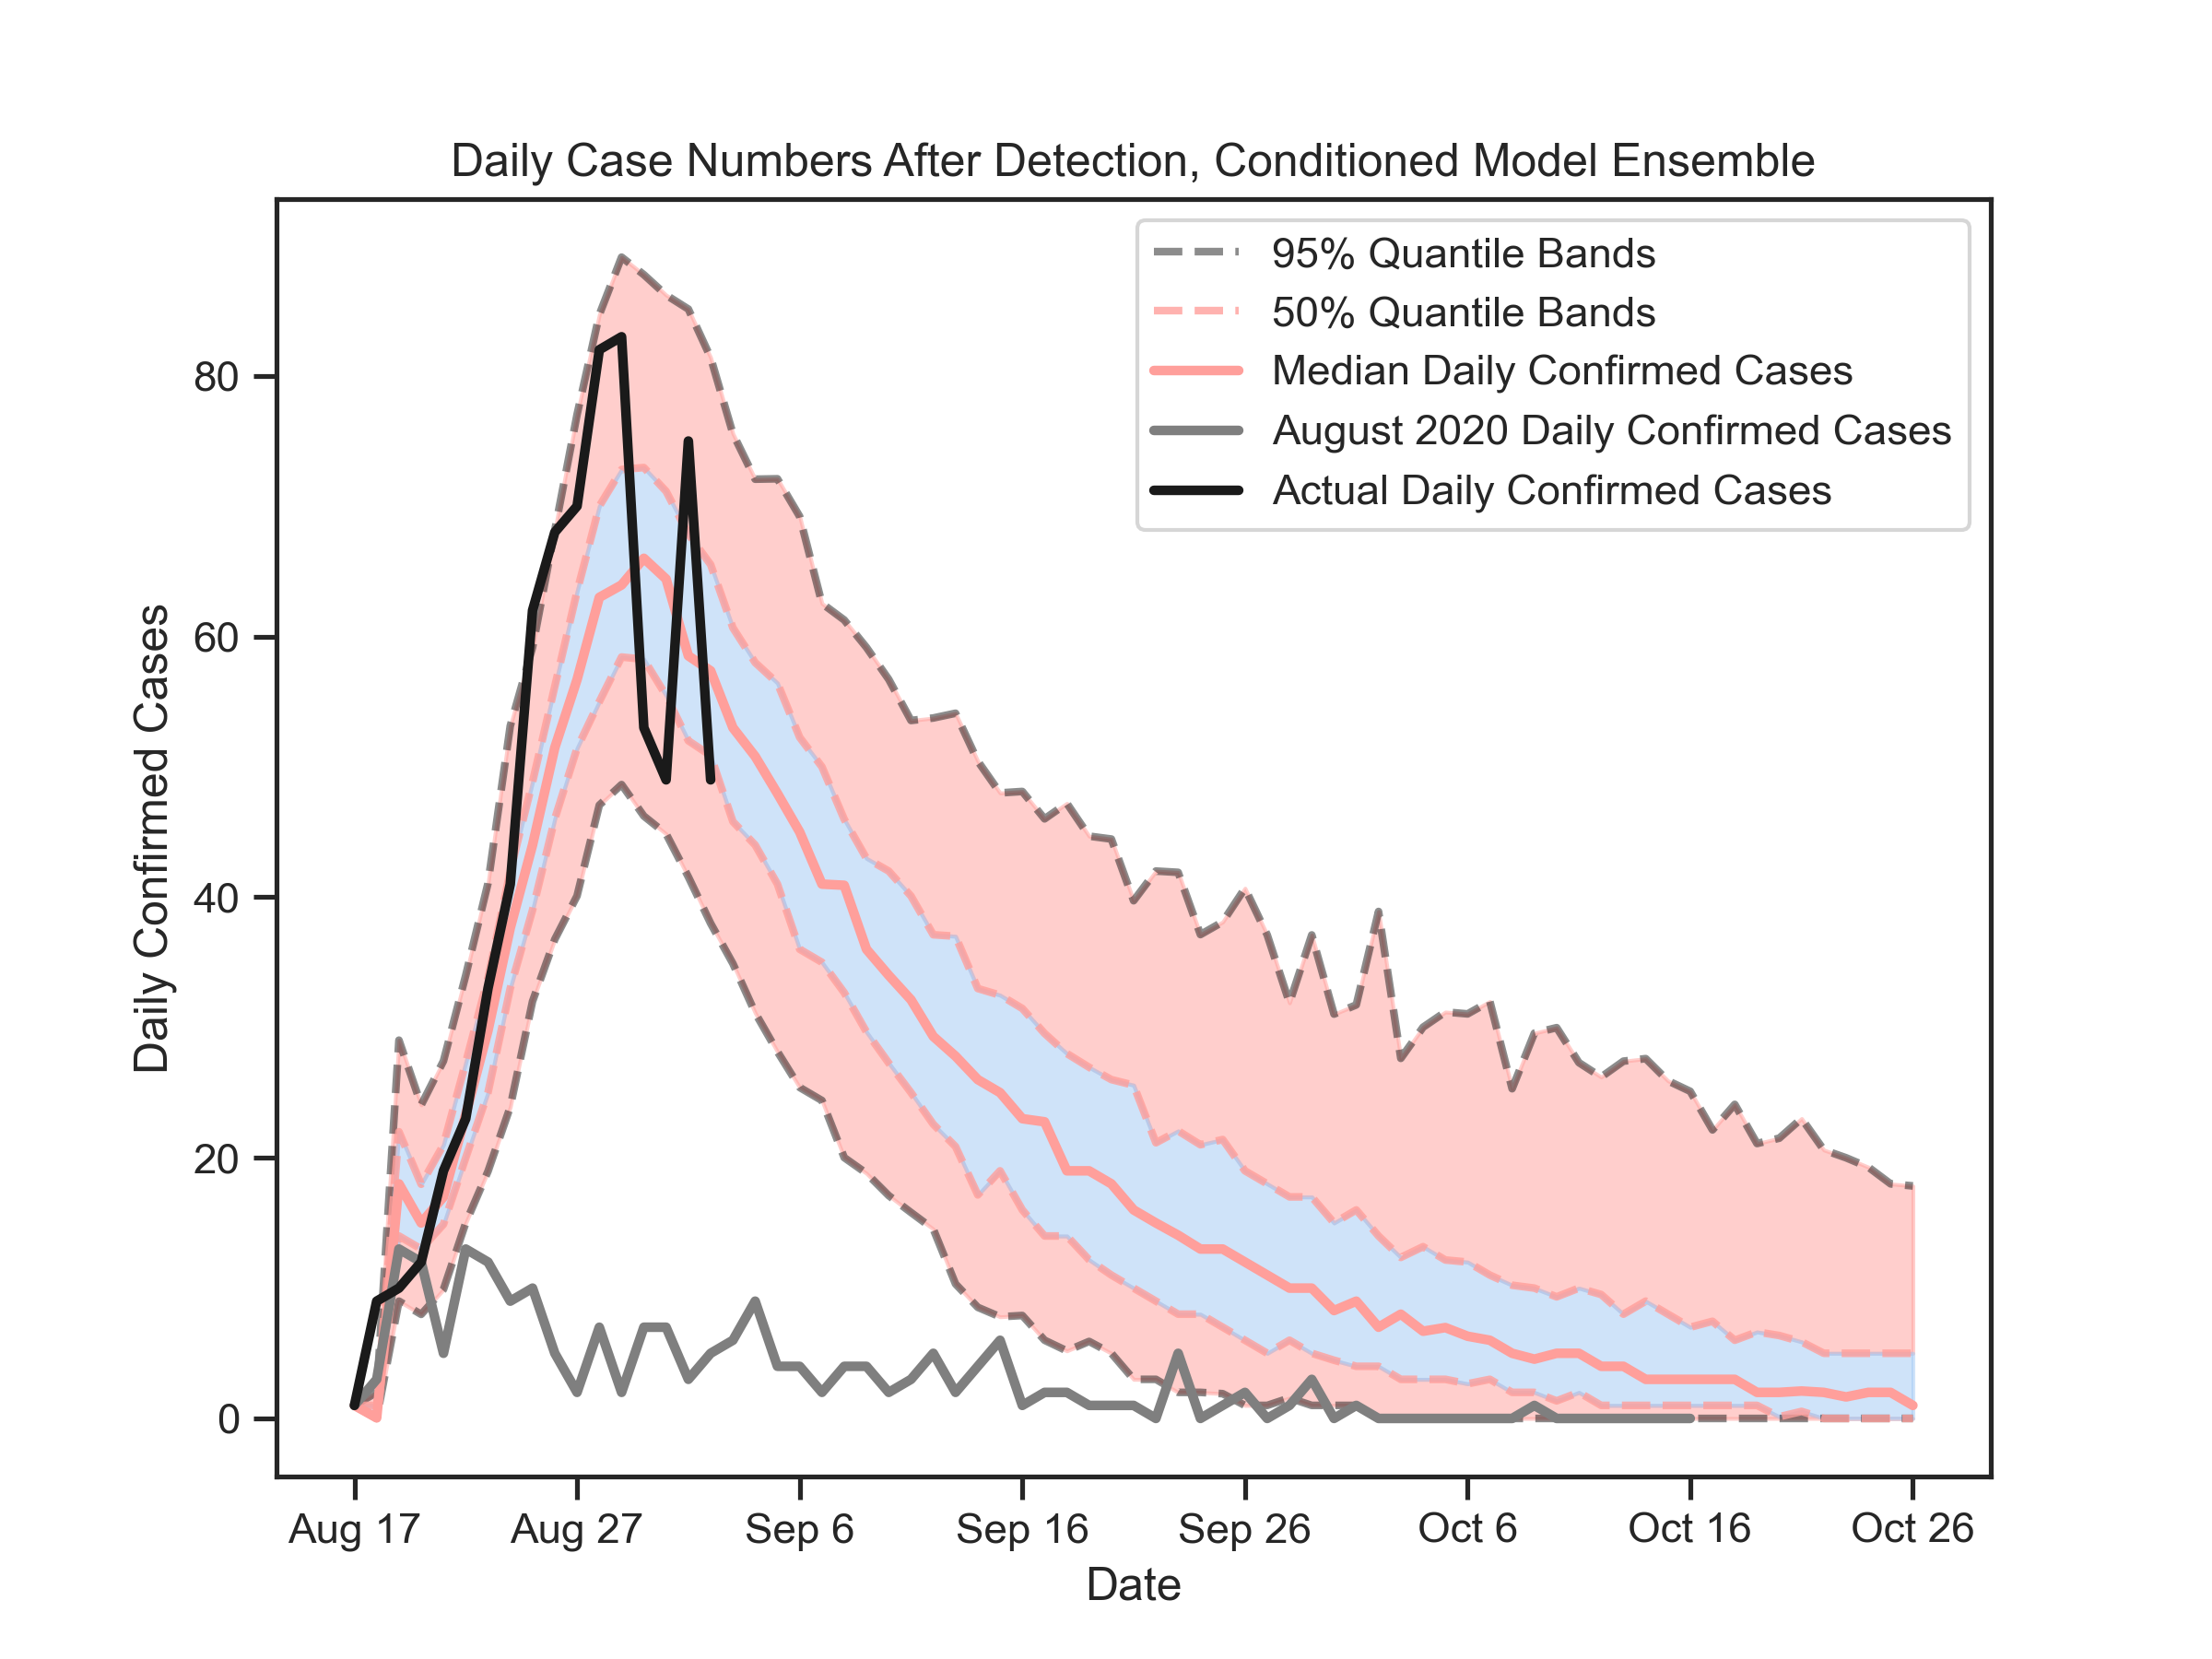 Daily Case Numbers After Detection, Conditioned Model Ensemble
95% Quantile Bands
50% Quantile Bands
Median Daily Confirmed Cases
August 2020 Daily Confirmed Cases
Actual Daily Confirmed Cases
Daily Confirmed Cases
80
60
40
20
0
Aug 17 Aug 27 Sep 6 Sep 16 Sep 26 Oct 6 Oct 16 Oct 26
Date